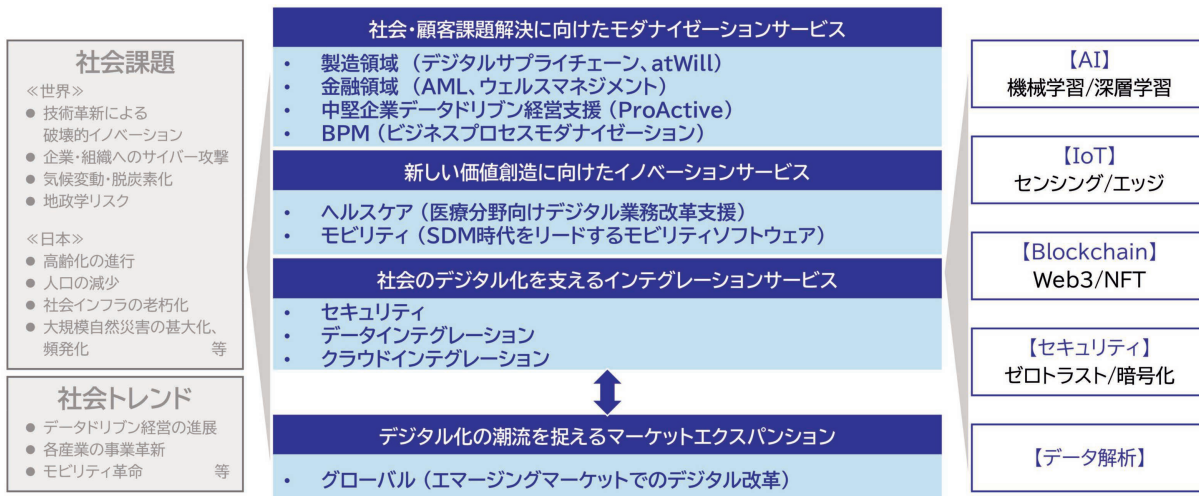 社会課題
≪世界≫
● 技術革新による
破壊的イノベーション
● 企業・組織へのサイバー攻撃
● 気候変動・脱炭素化
● 地政学リスク
≪日本≫
● 高齢化の進行
● 人口の減少
● 社会インフラの老朽化
● 大規模自然災害の甚大化、
頻発化 等
社会トレンド
● データドリブン経営の進展
● 各産業の事業革新
● モビリティ革命 等
社会・顧客課題解決に向けたモダナイゼーションサービス
・ 製造領域 （デジタルサプライチェーン、atWill）
・ 金融領域 （AML、ウェルスマネジメント）
・ 中堅企業データドリブン経営支援 （ProActive）
・ BPM （ビジネスプロセスモダナイゼーション）
新しい価値創造に向けたイノベーションサービス
・ ヘルスケア （医療分野向けデジタル業務改革支援）
・ モビリティ （SDM時代をリードするモビリティソフトウェア）
社会のデジタル化を支えるインテグレーションサービス
・ セキュリティ
・ データインテグレーション
・ クラウドインテグレーション
デジタル化の潮流を捉えるマーケットエクスパンション
・ グローバル （エマージングマーケットでのデジタル改革）
【AI】
機械学習/深層学習
【IoT】
センシング/エッジ
【Blockchain】
Web3/NFT
【セキュリティ】
ゼロトラスト/暗号化
【データ解析】